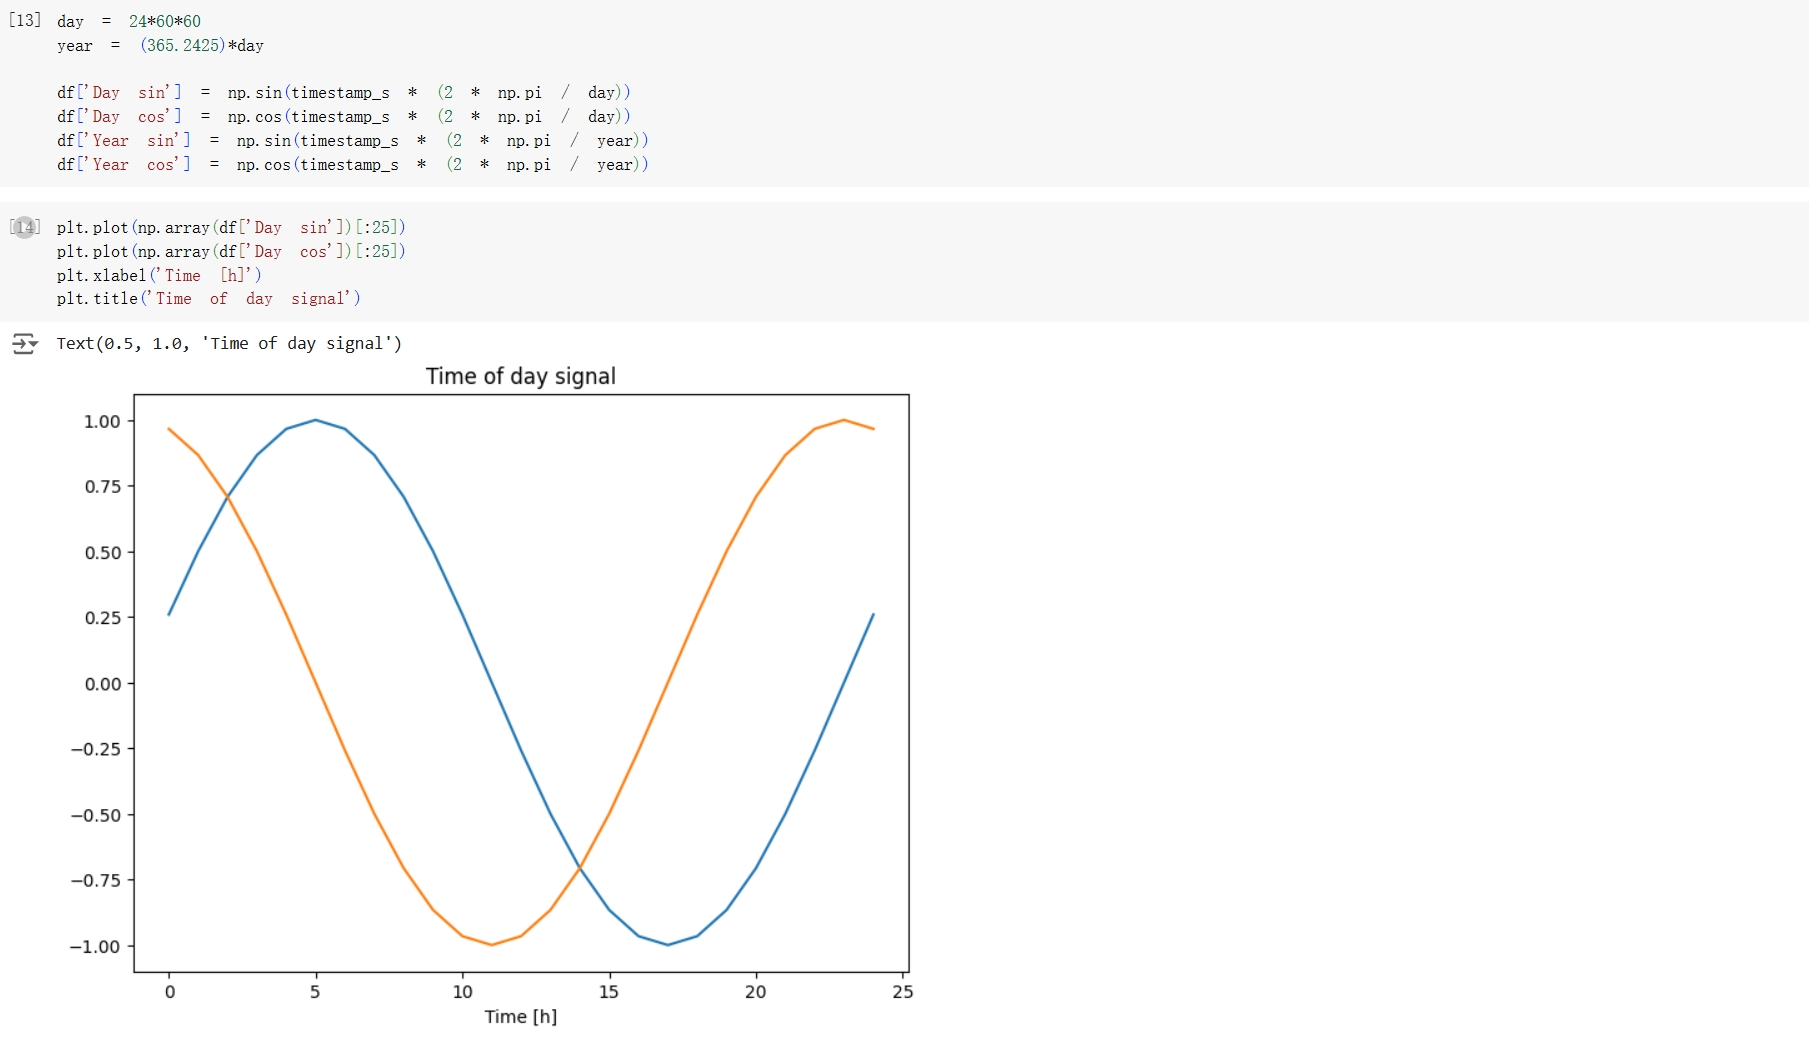 [13] day = 24*60*60
year = (365.2425)*day
df['Day sin'] = np.sin(timestamp_s * (2 * np.pi / day))
df['Day cos'] = np.cos(timestamp_s * (2 * np.pi / day))
df['Year sin'] = np.sin(timestamp_s * (2 * np.pi / year))
df['Year cos'] = np.cos(timestamp_s * (2 * np.pi / year))
[14] plt.plot(np.array(df['Day sin'])[:25])
plt.plot(np.array(df['Day cos'])[:25])
plt.xlabel('Time [h]')
plt.title('Time of day signal')
Text(0.5, 1.0, 'Time of day signal')
Time of day signal
1.00
0.75
0.50
0.25
0.00
−0.25
−0.50
−0.75
−1.00
0 5 10 15 20 25
Time [h]